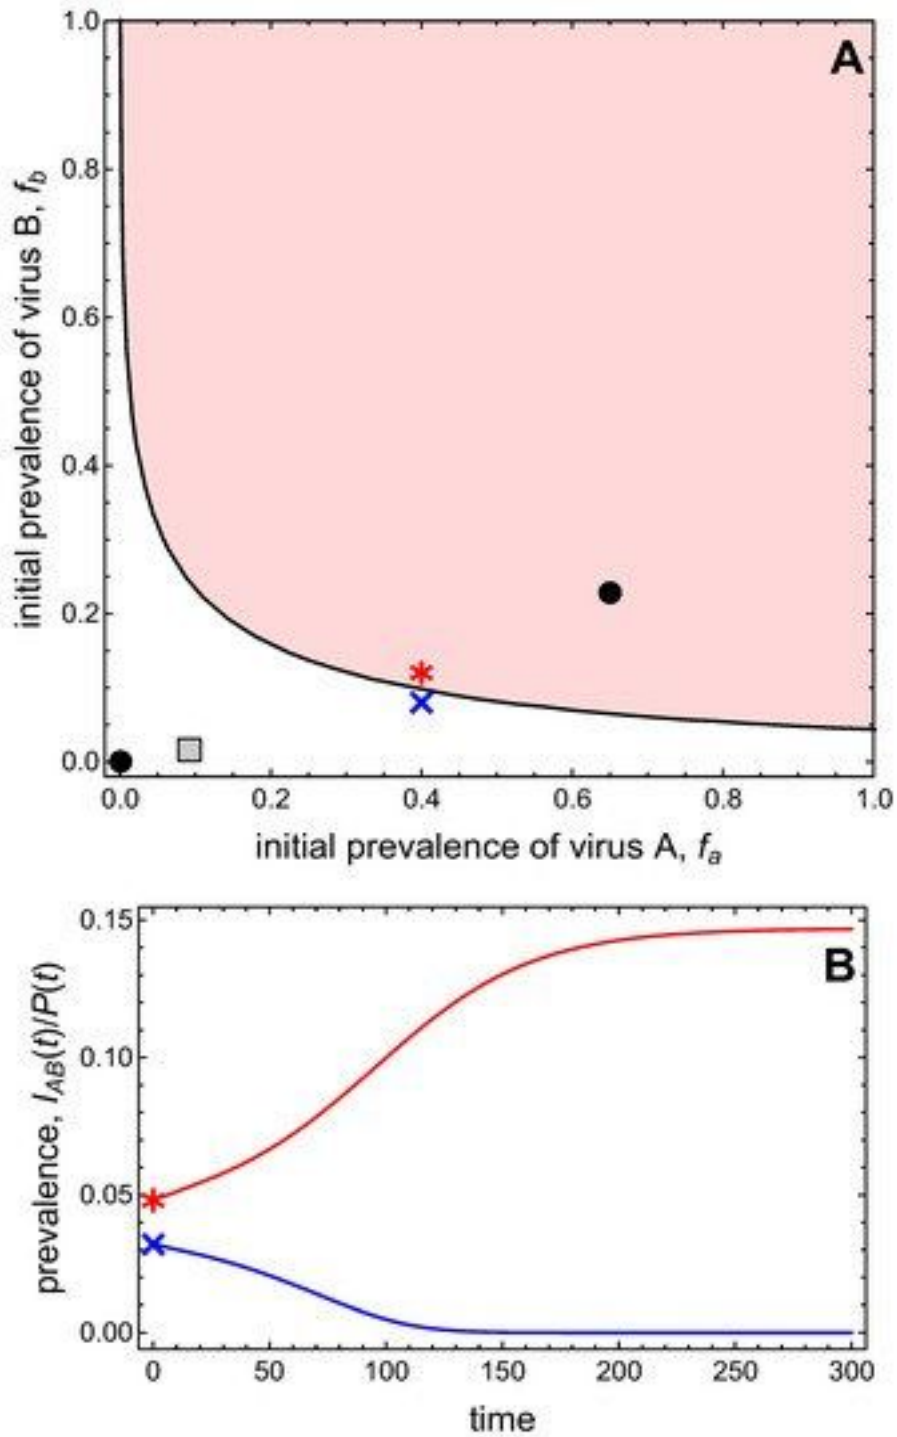 A
initial prevalence of virus B, f_b
1.0
0.8
0.6
0.4
0.2
0.0
0.0 0.2 0.4 0.6 0.8 1.0
initial prevalence of virus A, f_a
B
prevalence, I_AB(t)/P(t)
0.15
0.10
0.05
0.00
0 50 100 150 200 250 300
time